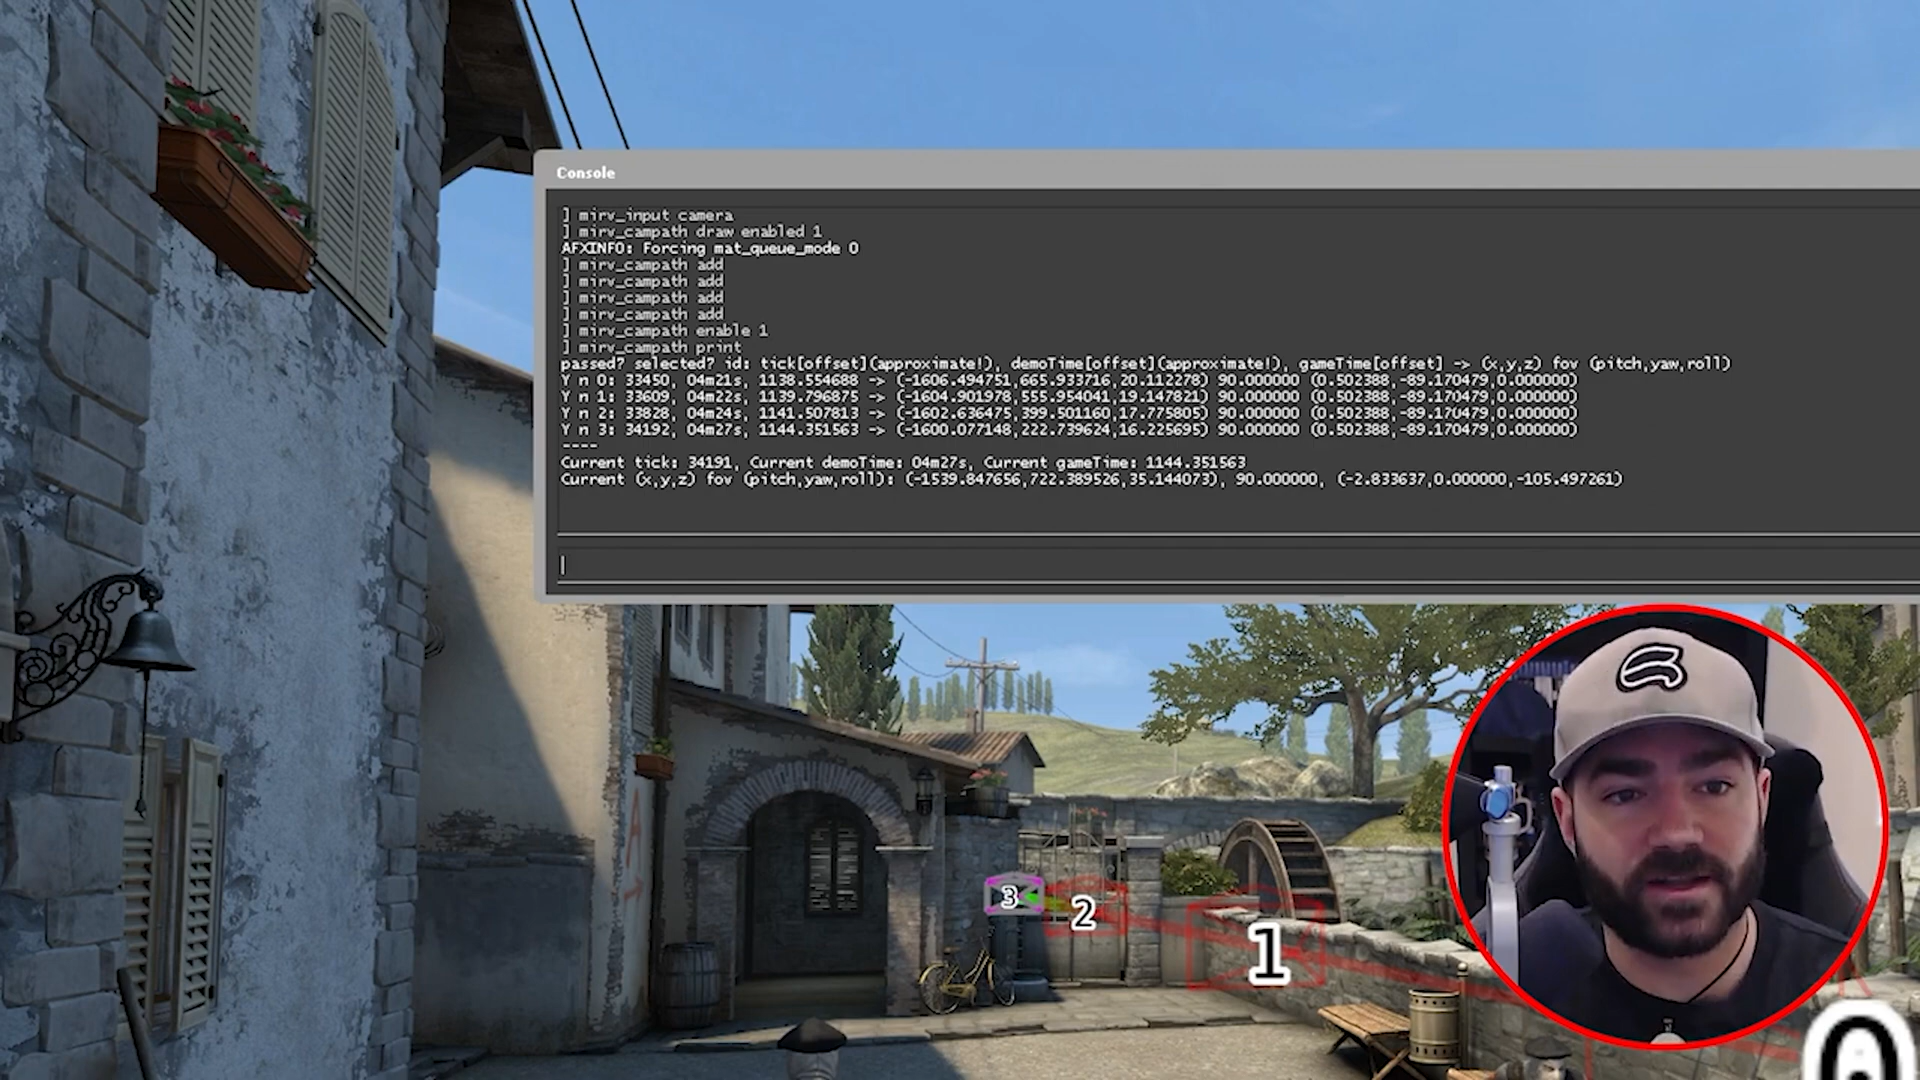 Console
] mirv_input camera
] mirv_campath draw enabled 1
AFXINFO: Forcing mat_queue_mode 0
] mirv_campath add
] mirv_campath add
] mirv_campath add
] mirv_campath add
] mirv_campath enable 1
] mirv_campath print
passed? selected? id: tick[offset](approximate!), demoTime[offset](approximate!), gameTime[offset] -> (x,y,z) fov (pitch,yaw,roll)
Y n 0: 33450, 04m21s, 1138.554688 -> (-1606.494751,665.933716,20.112278) 90.000000 (0.502388,-89.170479,0.000000)
Y n 1: 33609, 04m22s, 1139.796875 -> (-1604.901978,555.954041,19.147821) 90.000000 (0.502388,-89.170479,0.000000)
Y n 2: 33828, 04m24s, 1141.507813 -> (-1602.636475,399.501160,17.775805) 90.000000 (0.502388,-89.170479,0.000000)
Y n 3: 34192, 04m27s, 1144.351563 -> (-1600.077148,222.739624,16.225695) 90.000000 (0.502388,-89.170479,0.000000)
----
Current tick: 34191, Current demoTime: 04m27s, Current gameTime: 1144.351563
Current (x,y,z) fov (pitch,yaw,roll): (-1539.847656,722.389526,35.144073), 90.000000, (-2.833637,0.000000,-105.497261)
A
3
2
1
0